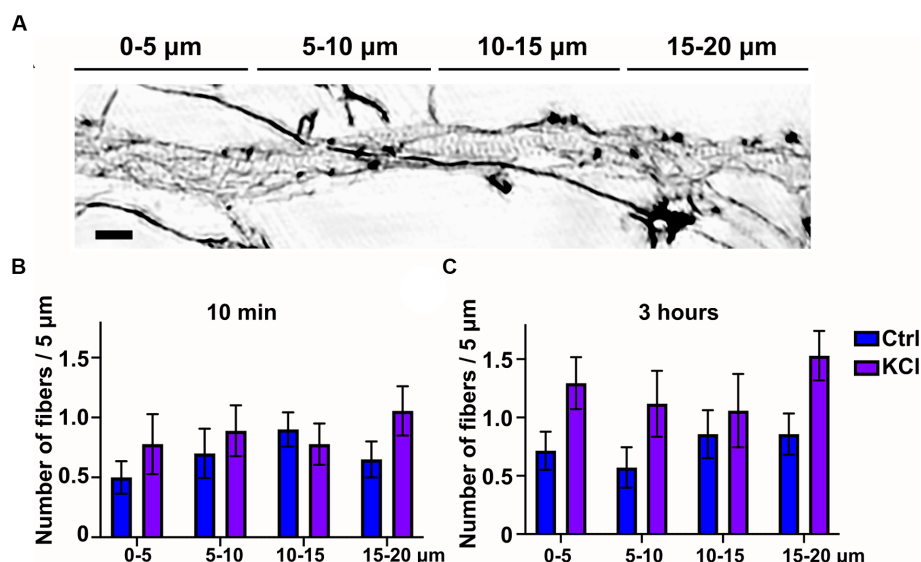 A
0-5 µm 5-10 µm 10-15 µm 15-20 µm
B
10 min
Number of fibers / 5 µm
1.5
1.0
0.5
0
0-5 5-10 10-15 15-20 µm
C
3 hours
Number of fibers / 5 µm
1.5
1.0
0.5
0
0-5 5-10 10-15 15-20 µm
Ctrl
KCl